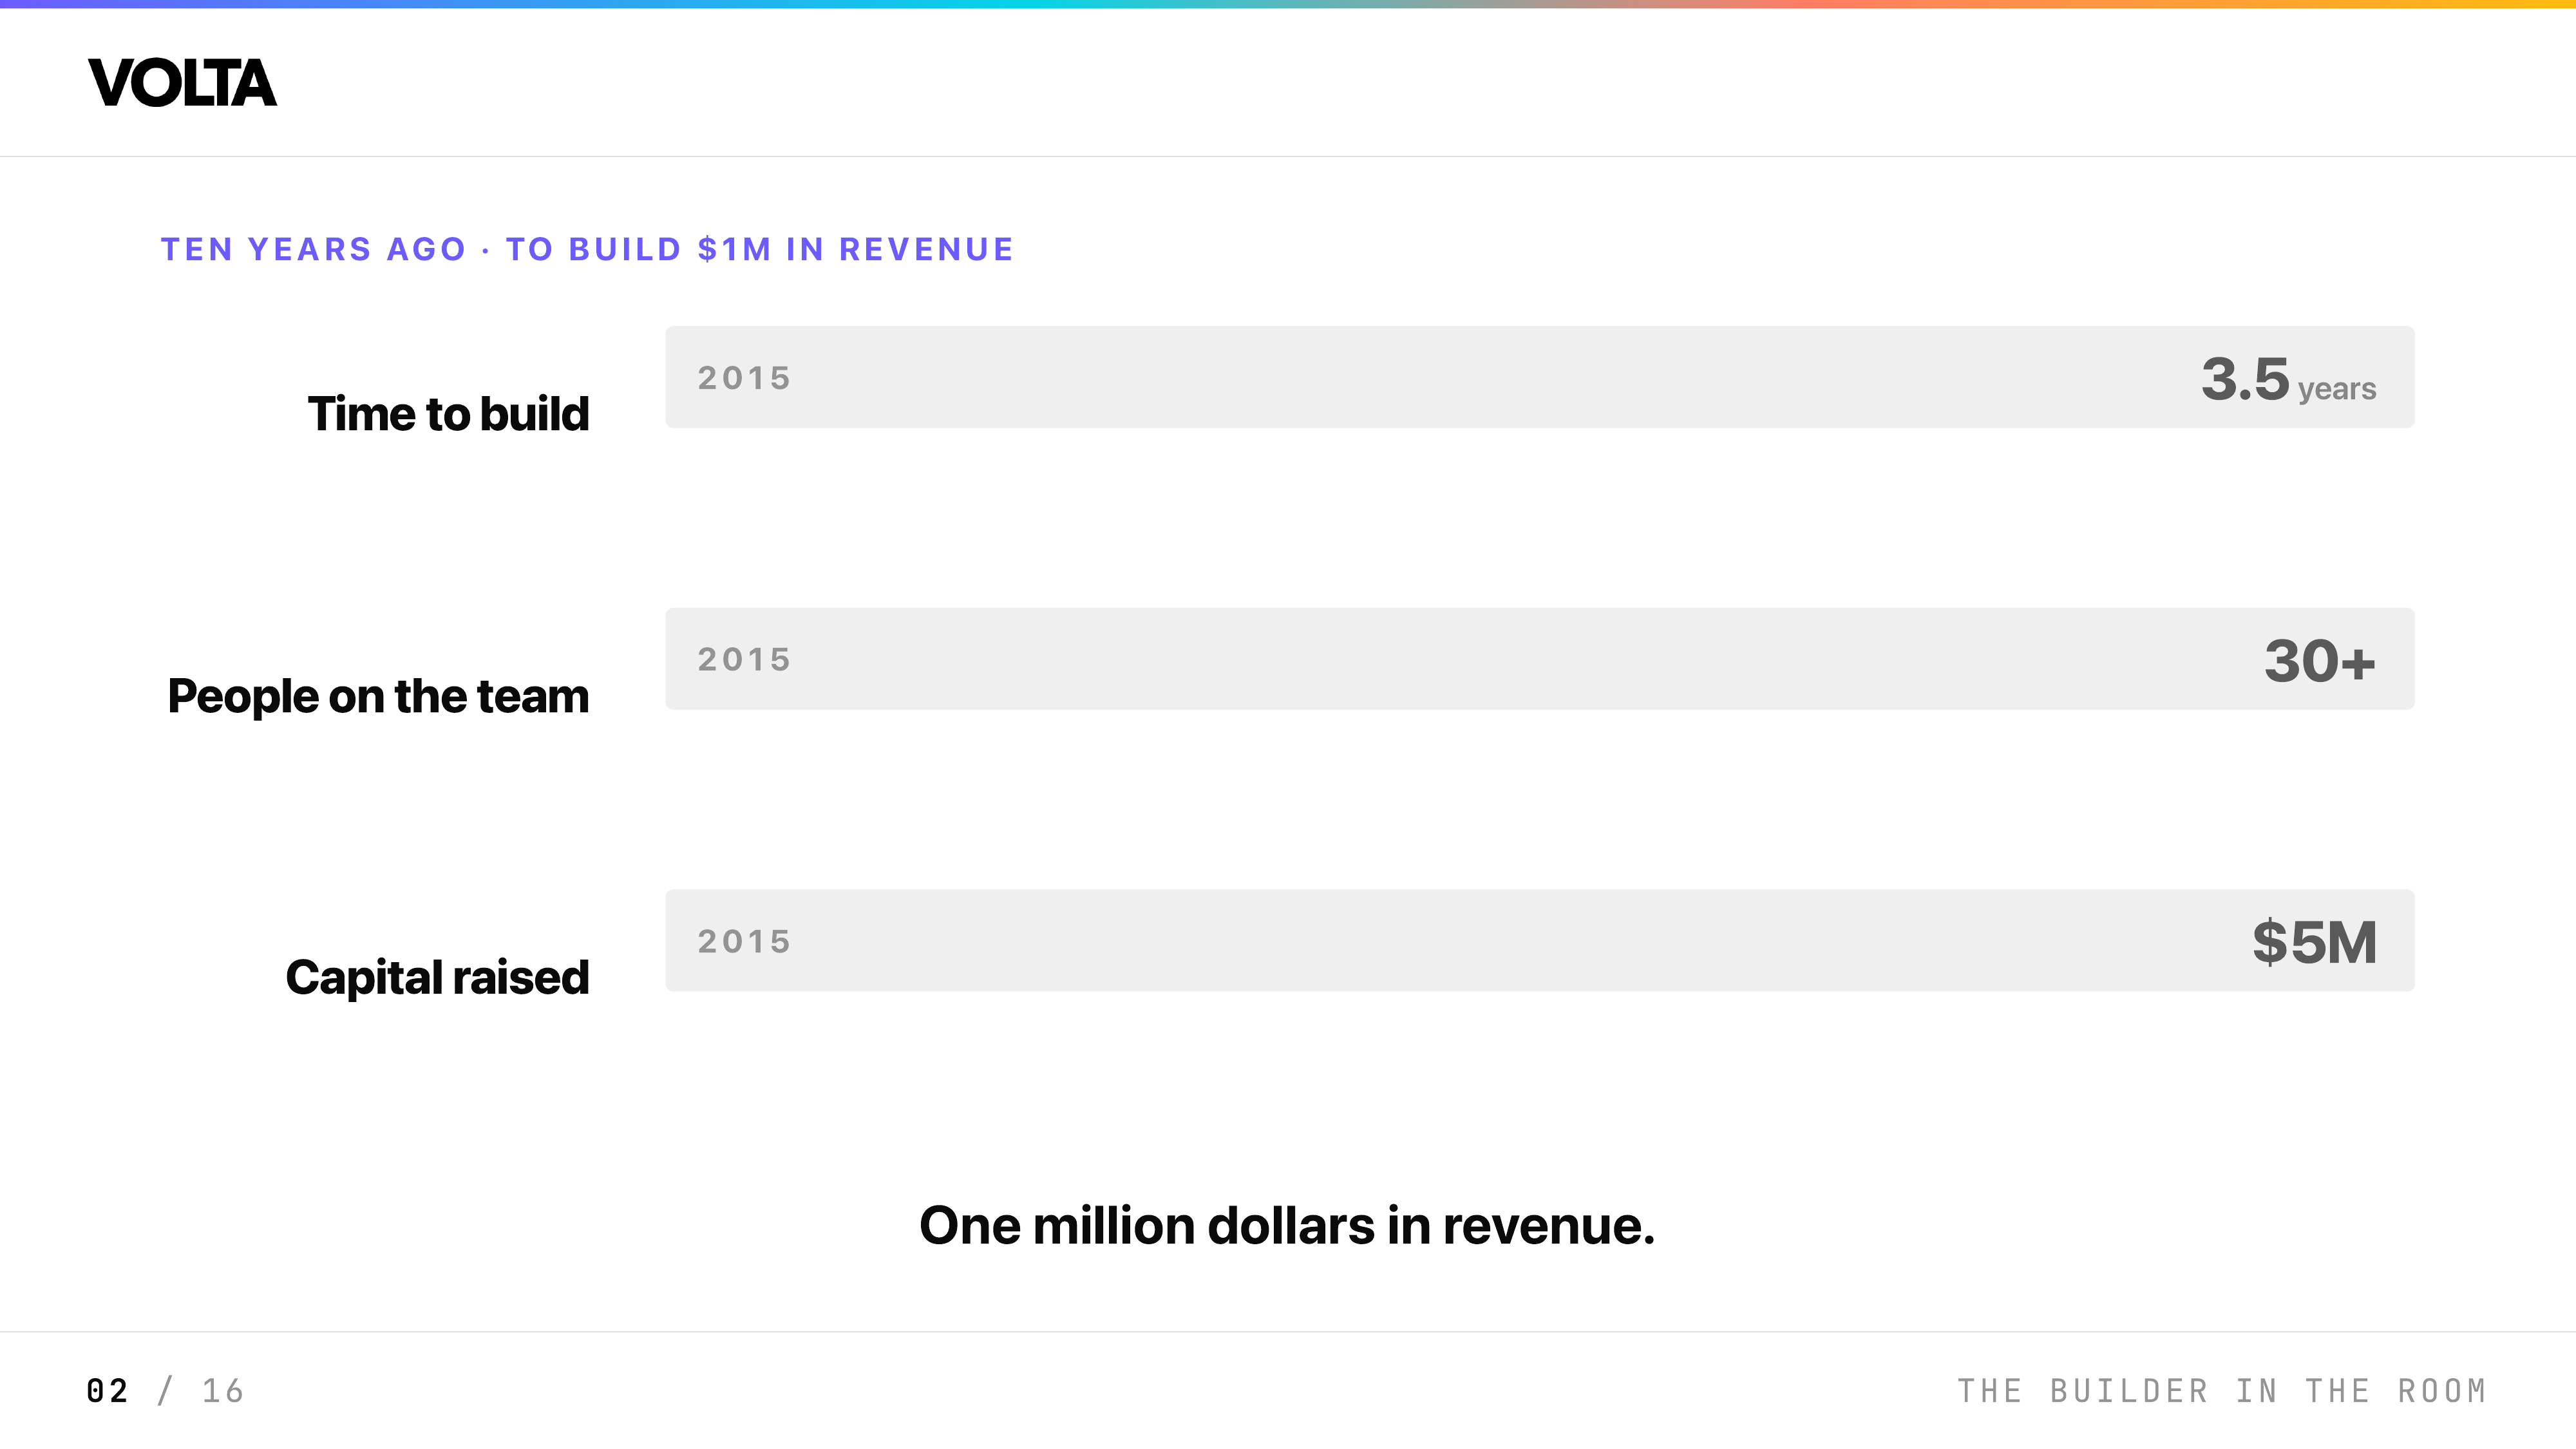 VOLTA
TEN YEARS AGO · TO BUILD $1M IN REVENUE
Time to build
2015
3.5 years
People on the team
2015
30+
Capital raised
2015
$5M
One million dollars in revenue.
02 / 16
THE BUILDER IN THE ROOM